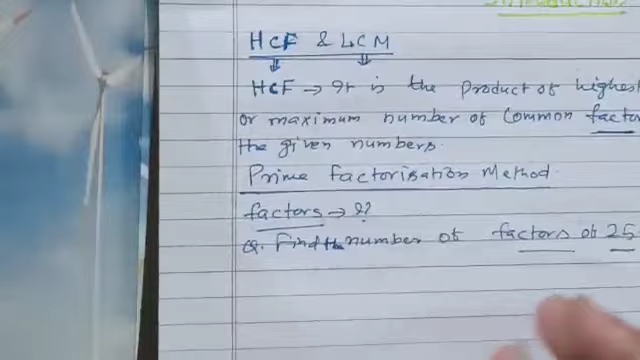 HCF & LCM
HCF → It is the product of highest
or maximum number of common factor
the given numbers.
Prime factorisation Method
factors → ??
Q. Find the number of factors of 25